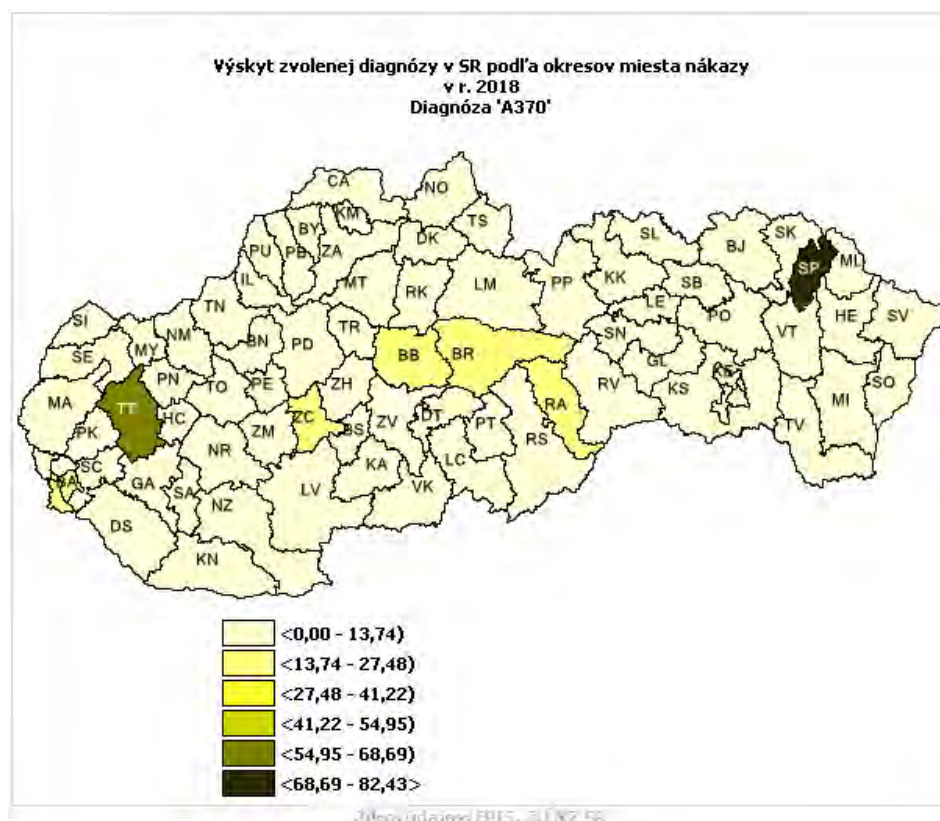 Výskyt zvolenej diagnózy v SR podľa okresov miesta nákazy
v r. 2018
Diagnóza 'A370'
CA
NO
KM
TS
BY
SL
SK
PU
PB
ZA
DK
BJ
SP
ML
IL
MT
RK
LM
PP
KK
SB
TN
LE
SI
TR
SN
PO
VT
HE
SV
NM
BN
PD
BB
BR
MY
SE
GL
PN
TO
PE
ZH
RV
KS
KE
SO
MA
TT
HC
ZC
RA
MI
PK
ZM
BS
ZV
DT
PT
RS
TV
NR
SC
KA
LC
BA
GA
SA
NZ
LV
VK
DS
KN
<0,00 - 13,74)
<13,74 - 27,48)
<27,48 - 41,22)
<41,22 - 54,95)
<54,95 - 68,69)
<68,69 - 82,43>